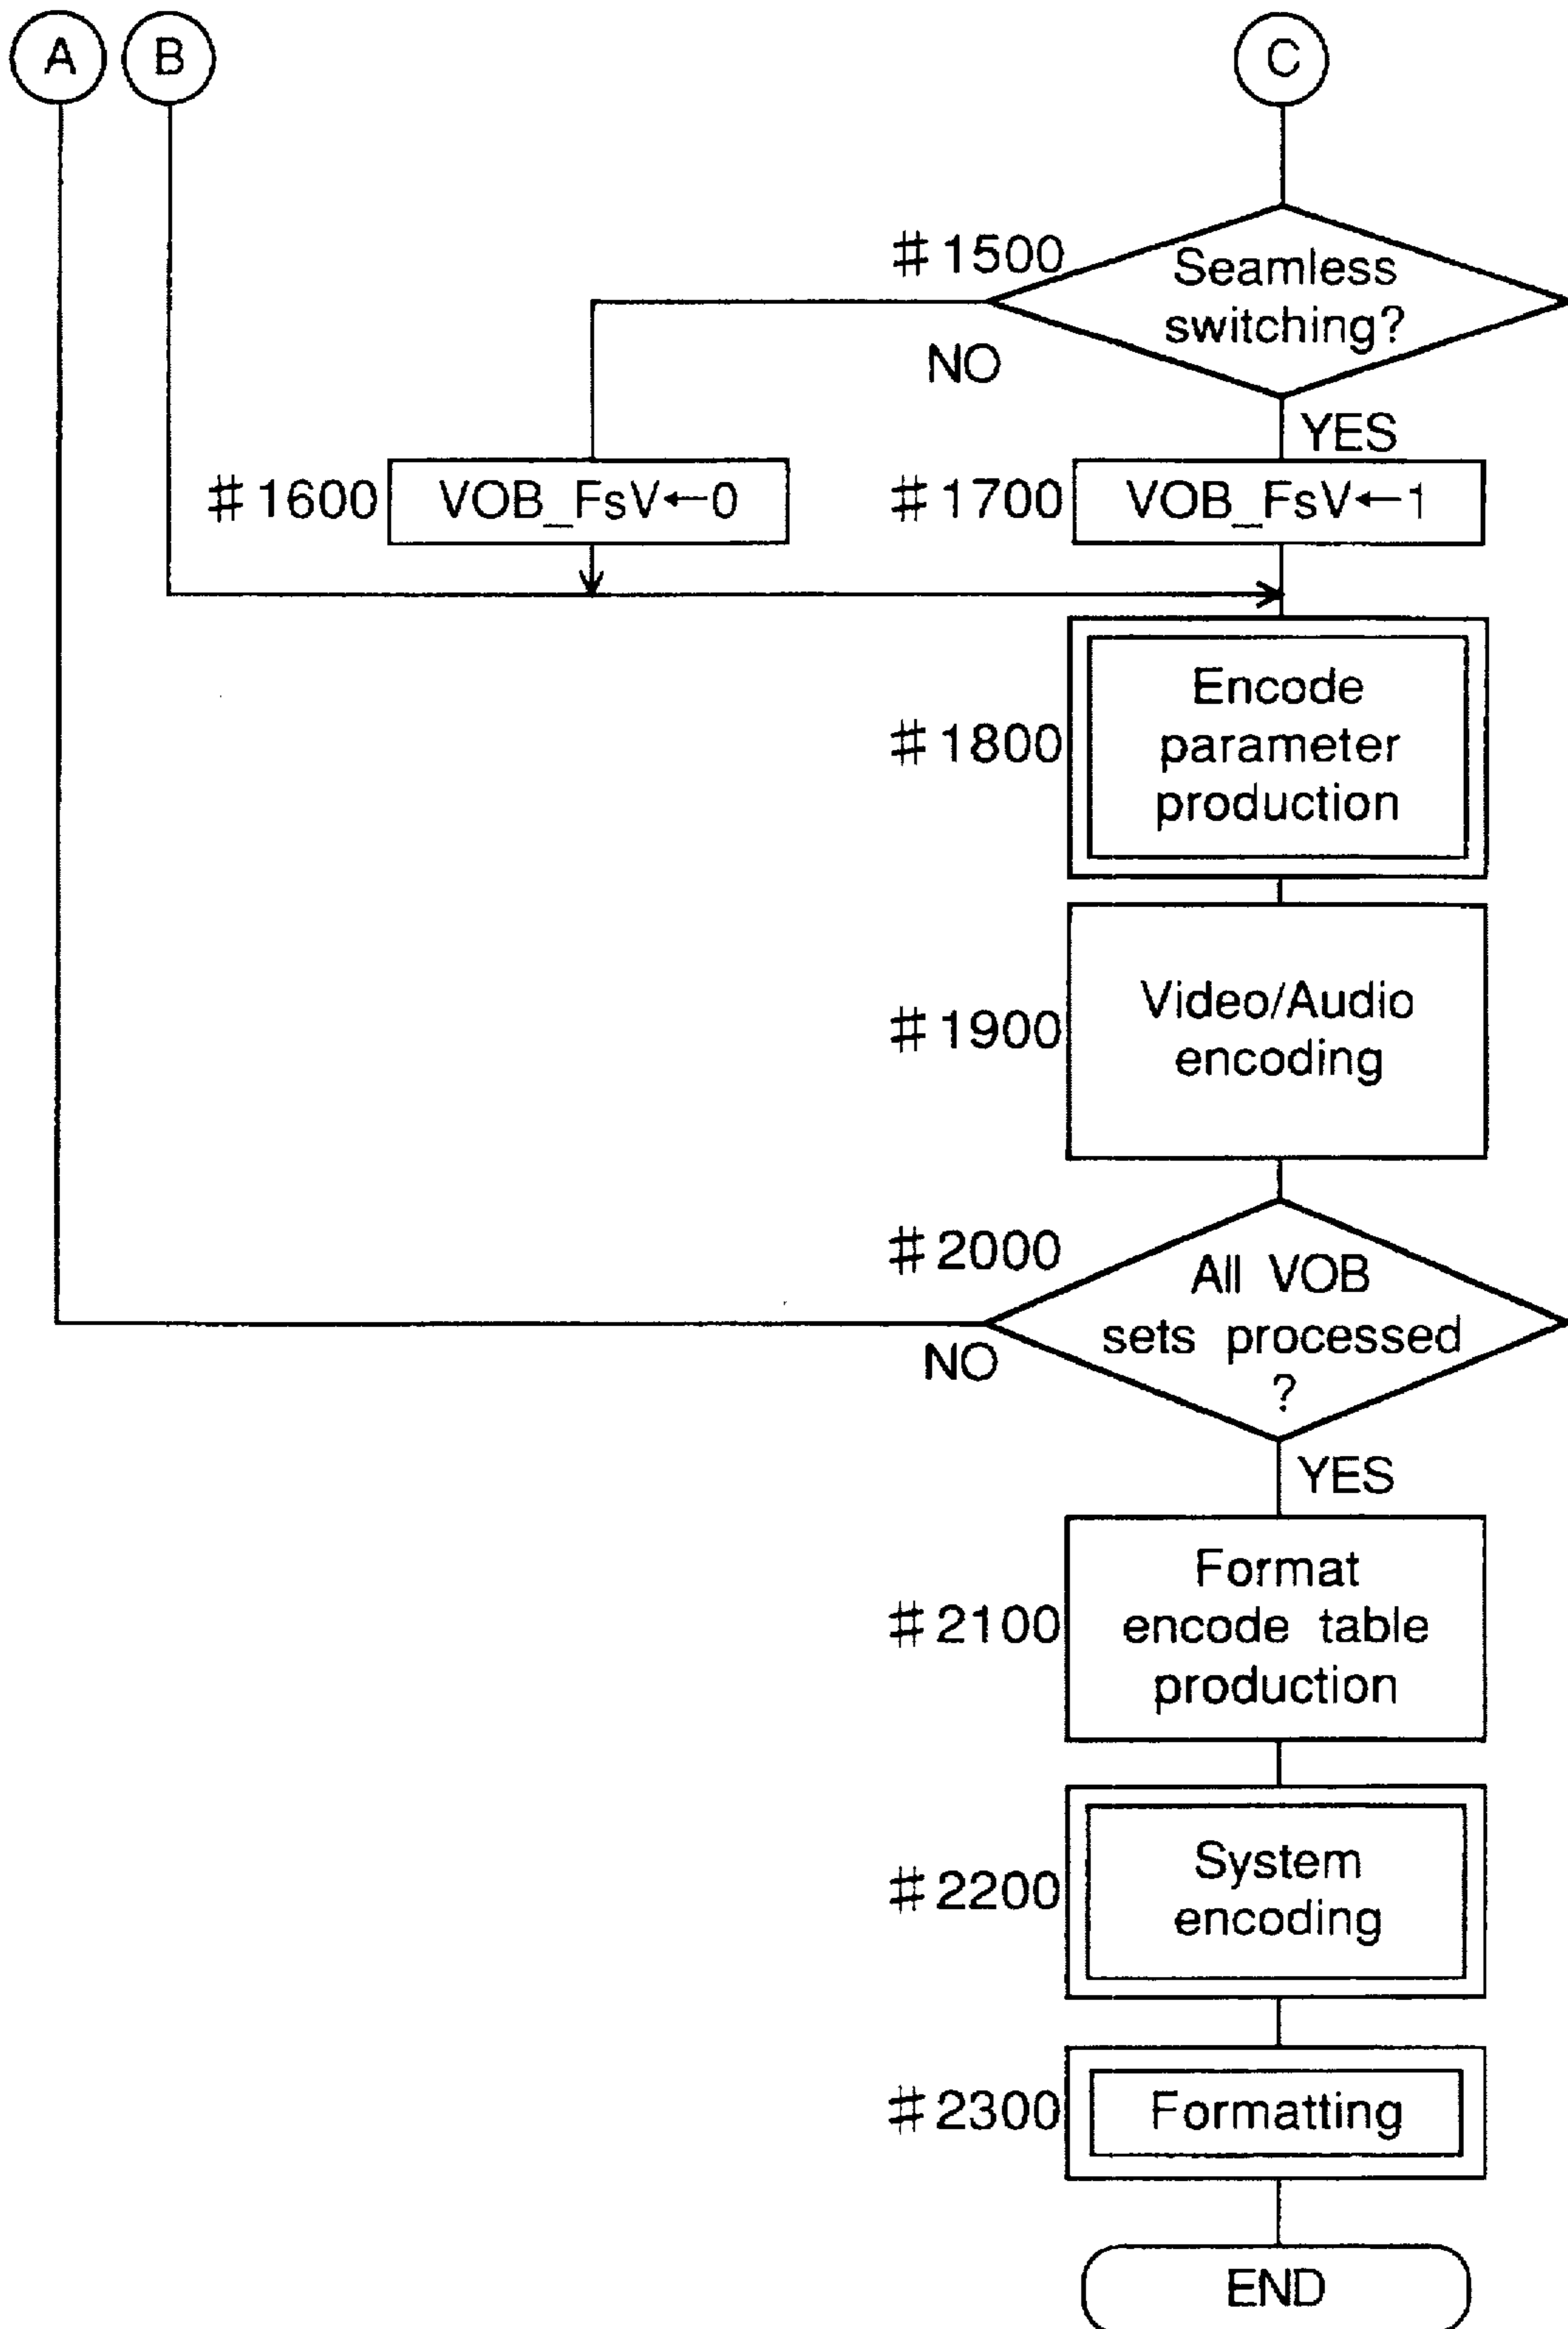 A
B
C
#1500
Seamless
switching?
NO
YES
#1600
VOB_FsV←0
#1700
VOB_FsV←1
#1800
Encode
parameter
production
#1900
Video/Audio
encoding
#2000
All VOB
sets processed
?
NO
YES
#2100
Format
encode table
production
#2200
System
encoding
#2300
Formatting
END